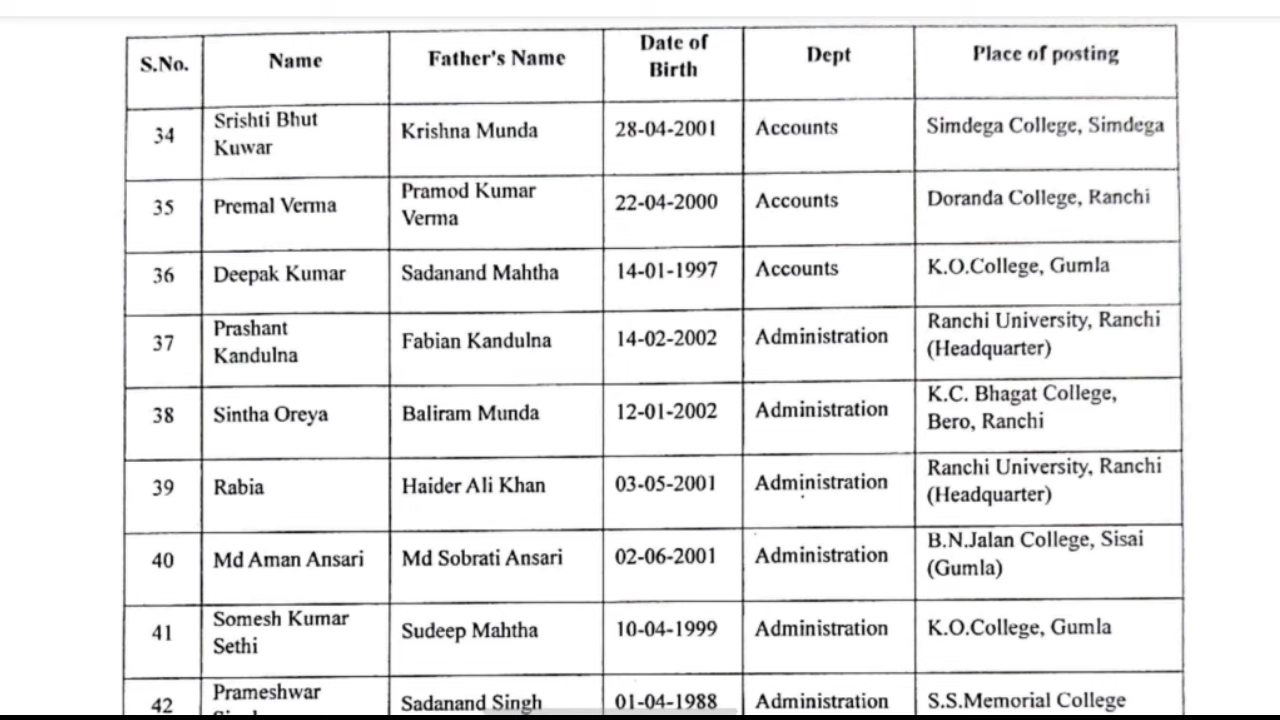 S.No. Name Father's Name Date of Birth Dept Place of posting
34 Srishti Bhut Kuwar Krishna Munda 28-04-2001 Accounts Simdega College, Simdega
35 Premal Verma Pramod Kumar Verma 22-04-2000 Accounts Doranda College, Ranchi
36 Deepak Kumar Sadanand Mahtha 14-01-1997 Accounts K.O.College, Gumla
37 Prashant Kandulna Fabian Kandulna 14-02-2002 Administration Ranchi University, Ranchi (Headquarter)
38 Sintha Oreya Baliram Munda 12-01-2002 Administration K.C. Bhagat College, Bero, Ranchi
39 Rabia Haider Ali Khan 03-05-2001 Administration Ranchi University, Ranchi (Headquarter)
40 Md Aman Ansari Md Sobrati Ansari 02-06-2001 Administration B.N.Jalan College, Sisai (Gumla)
41 Somesh Kumar Sethi Sudeep Mahtha 10-04-1999 Administration K.O.College, Gumla
42 Prameshwar Sadanand Singh 01-04-1988 Administration S.S.Memorial College